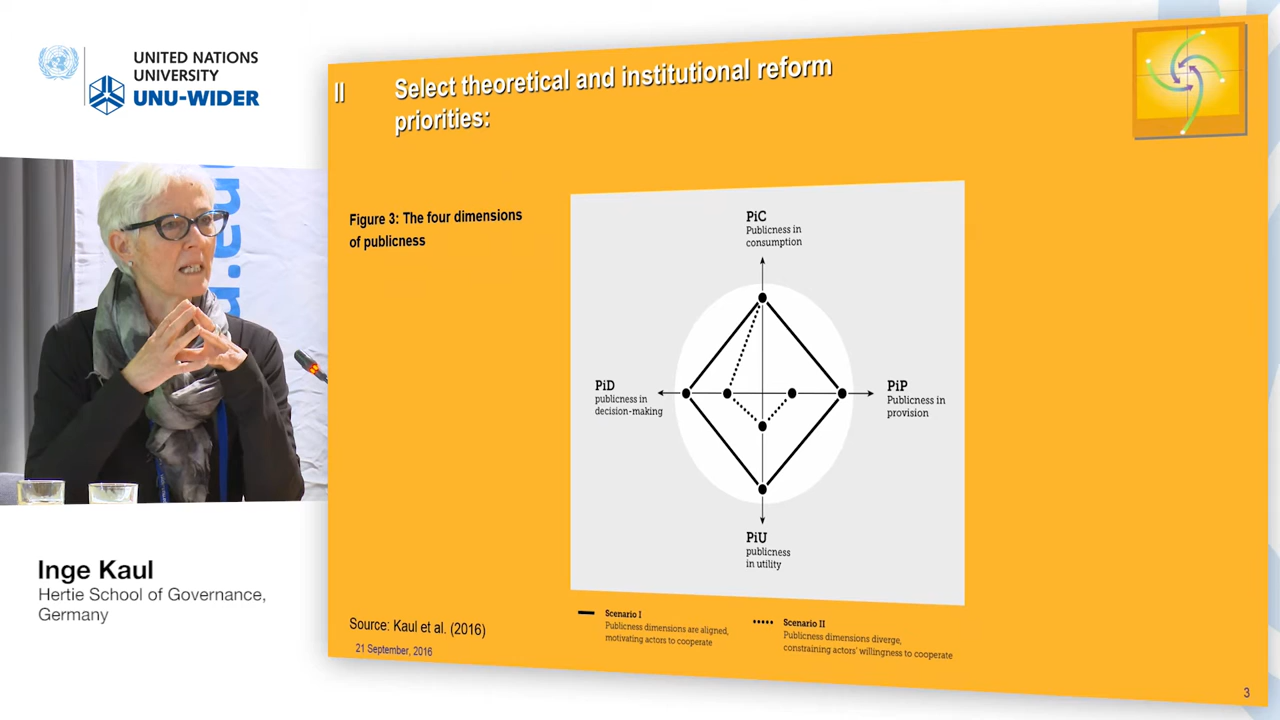 UNITED NATIONS
UNIVERSITY
UNU-WIDER
II Select theoretical and institutional reform
priorities:
Figure 3: The four dimensions
of publicness
PiC
Publicness in
consumption
PiD
publicness in
decision-making
PiP
Publicness in
provision
PiU
publicness
in utility
Scenario I
Publicness dimensions are aligned,
motivating actors to cooperate
Scenario II
Publicness dimensions diverge,
constraining actors' willingness to cooperate
Source: Kaul et al. (2016)
21 September, 2016
3
Inge Kaul
Hertie School of Governance,
Germany